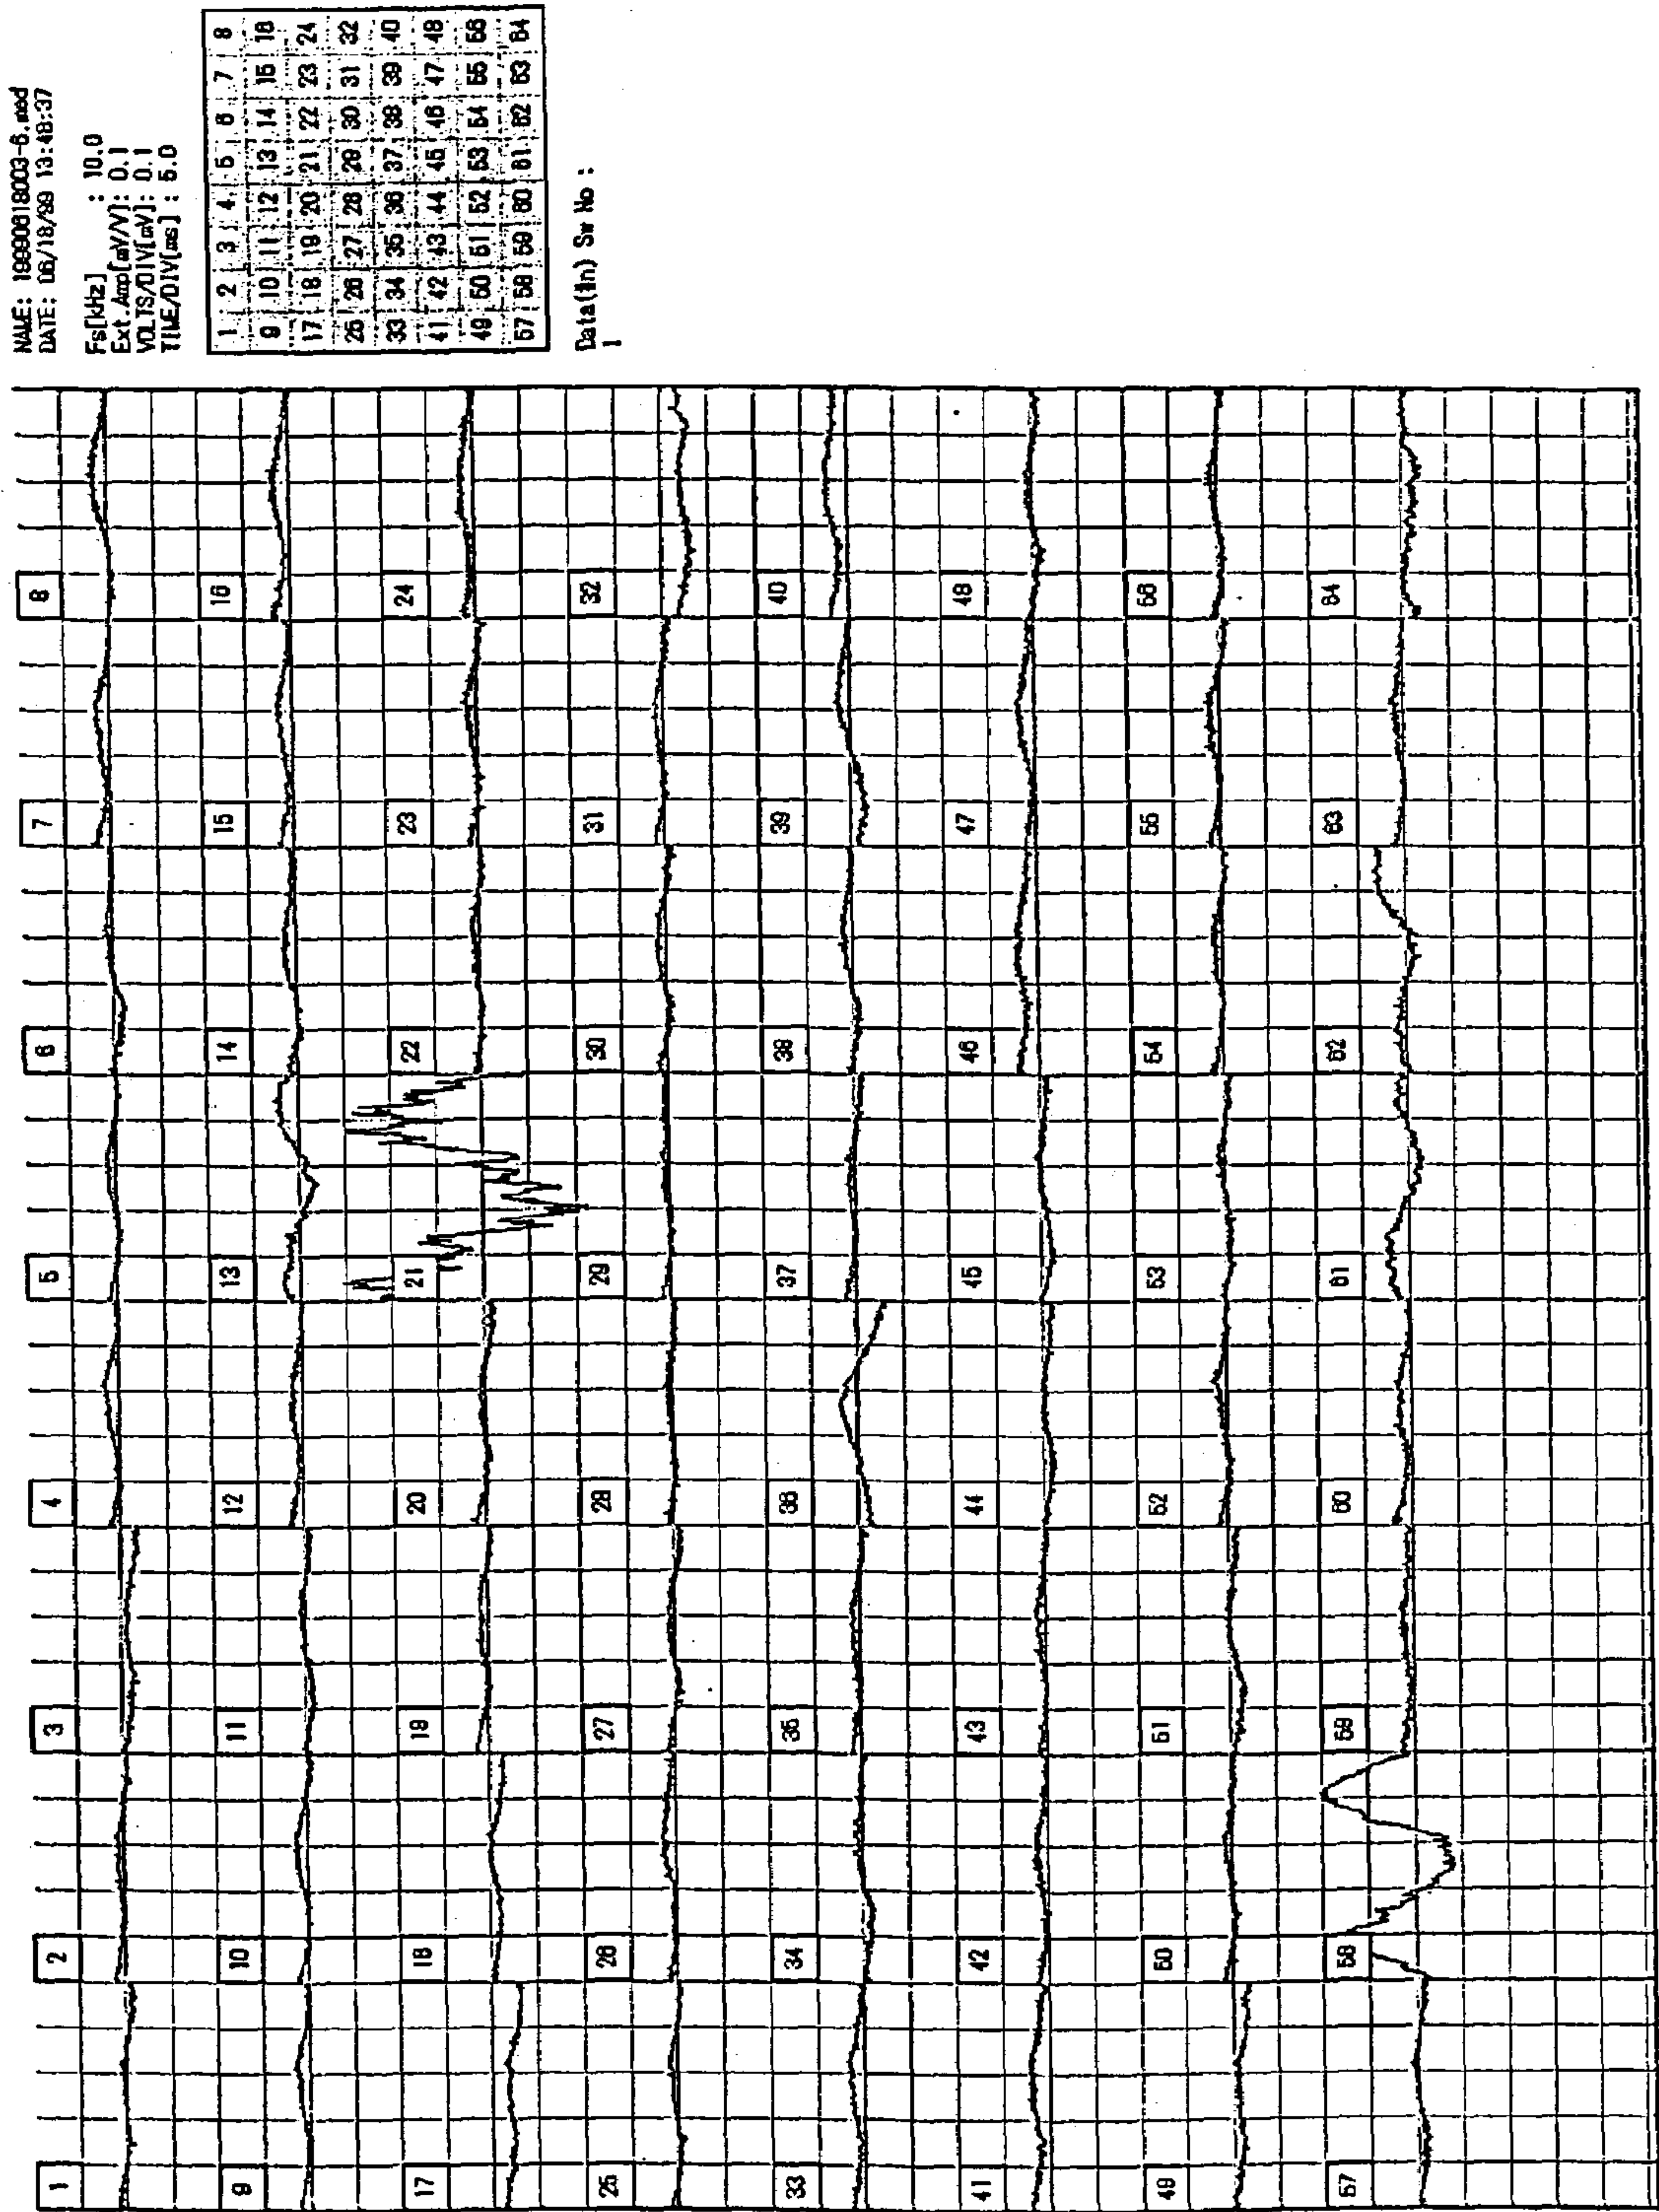 NAME: 19990618003-6.med
DATE: 06/18/99 13:48:37
Fs[kHz] : 10.0
Ext.Amp[mV/V]: 0.1
VOLTS/DIV[mV]: 0.1
TIME/DIV[ms] : 5.0
1 2 3 4 5 6 7 8
9 10 11 12 13 14 15 16
17 18 19 20 21 22 23 24
25 26 27 28 29 30 31 32
33 34 35 36 37 38 39 40
41 42 43 44 45 46 47 48
49 50 51 52 53 54 55 56
57 58 59 60 61 62 63 64
Data(#n) Sw No :
1
1 2 3 4 5 6 7 8
9 10 11 12 13 14 15 16
17 18 19 20 21 22 23 24
25 26 27 28 29 30 31 32
33 34 35 36 37 38 39 40
41 42 43 44 45 46 47 48
49 50 51 52 53 54 55 56
57 58 59 60 61 62 63 64